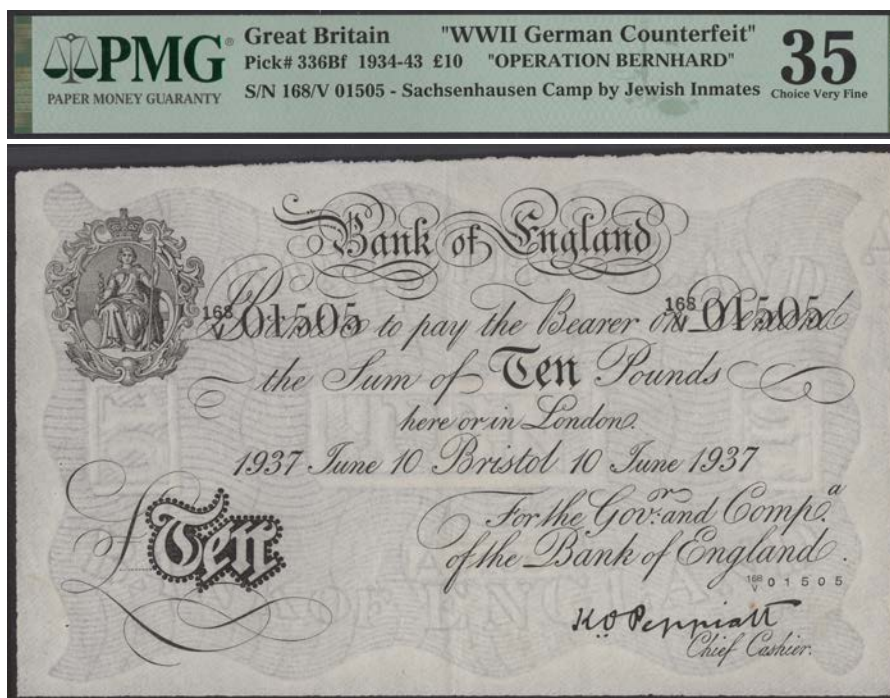 PMG
PAPER MONEY GUARANTY
Great Britain "WWII German Counterfeit"
Pick# 336Bf 1934-43 £10 "OPERATION BERNHARD"
S/N 168/V 01505 - Sachsenhausen Camp by Jewish Inmates
35
Choice Very Fine
Bank of England
168/V 01505 168/V 01505
I Promise to pay the Bearer on Demand
the Sum of Ten Pounds
here or in London.
1937 June 10 Bristol 10 June 1937
For the Govr. and Compa.
of the Bank of England.
168/V 01505
£Ten
K O Peppiatt
Chief Cashier.